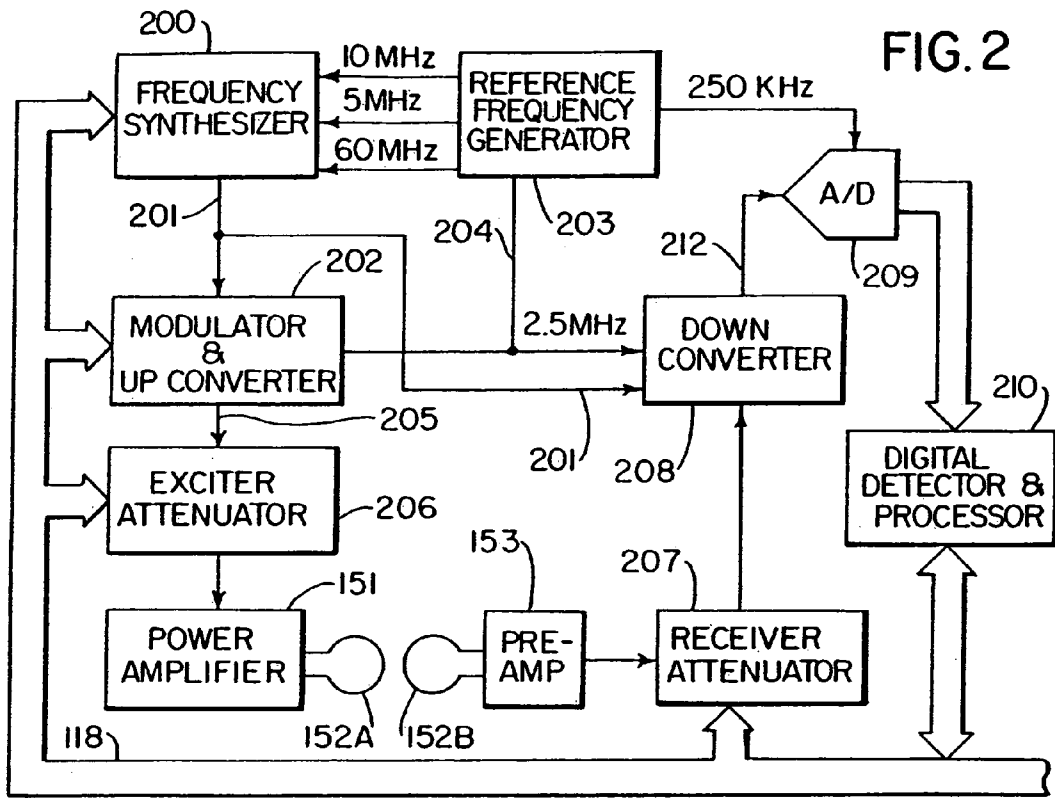 FIG. 2
200
FREQUENCY
SYNTHESIZER
10 MHz
5MHz
60 MHz
REFERENCE
FREQUENCY
GENERATOR
250 KHz
A/D
201
204
203
212
209
202
MODULATOR
&
UP CONVERTER
2.5MHz
DOWN
CONVERTER
205
201
208
210
EXCITER
ATTENUATOR
206
DIGITAL
DETECTOR &
PROCESSOR
153
207
151
POWER
AMPLIFIER
PRE-
AMP
RECEIVER
ATTENUATOR
118
152A
152B